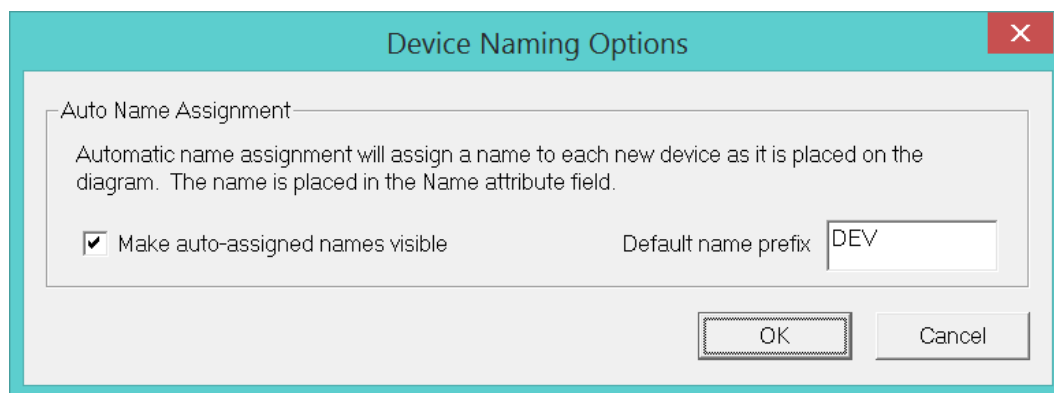 Device Naming Options
Auto Name Assignment
Automatic name assignment will assign a name to each new device as it is placed on the
diagram. The name is placed in the Name attribute field.
Make auto-assigned names visible
Default name prefix
DEV
OK
Cancel